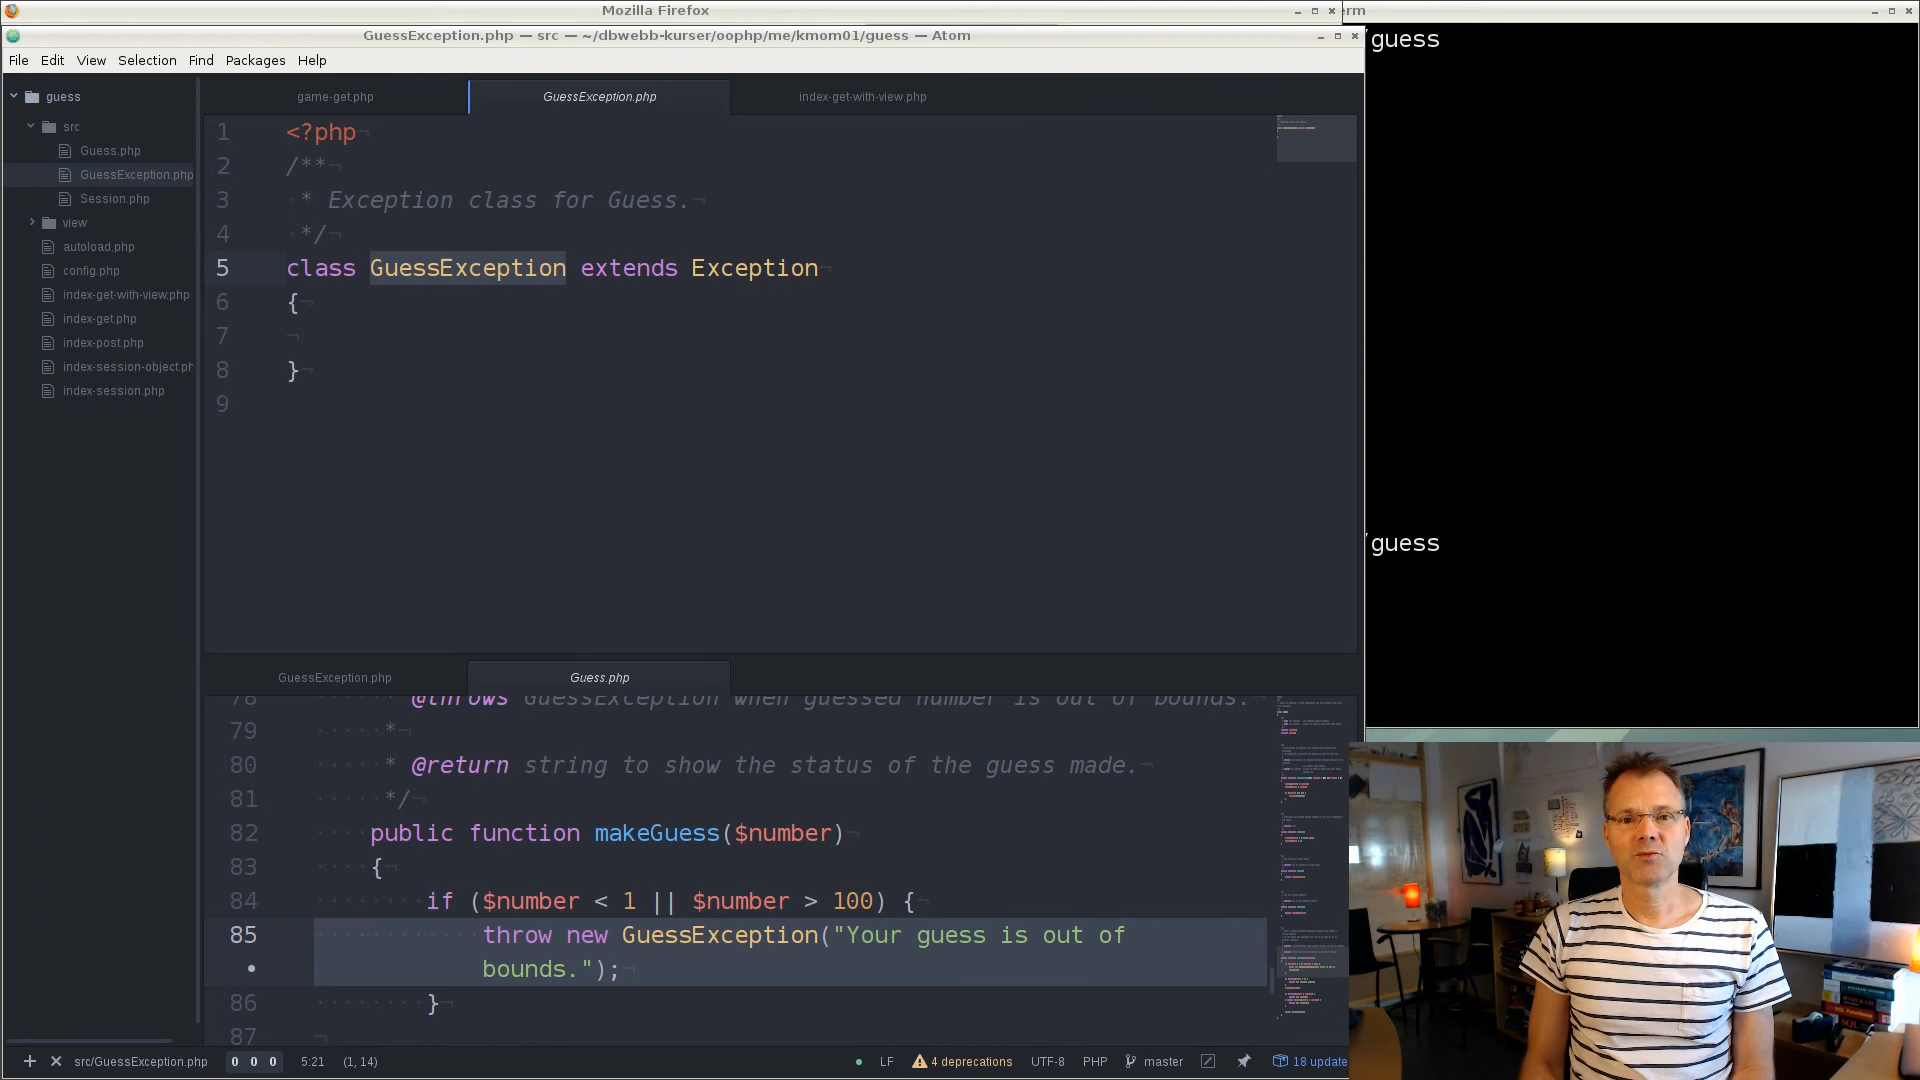 Mozilla Firefox
erm
GuessException.php — src — ~/dbwebb-kurser/oophp/me/kmom01/guess — Atom
File Edit View Selection Find Packages Help
guess
src
Guess.php
GuessException.php
Session.php
view
autoload.php
config.php
index-get-with-view.php
index-get.php
index-post.php
index-session-object.ph
index-session.php
game-get.php
GuessException.php
index-get-with-view.php
1 <?php
2 /**
3 * Exception class for Guess.
4 */
5 class GuessException extends Exception
6 {
7
8 }
9
GuessException.php
Guess.php
78 @throws GuessException when guessed number is out of bounds.
79 *
80 * @return string to show the status of the guess made.
81 */
82 public function makeGuess($number)
83 {
84 if ($number < 1 || $number > 100) {
85 throw new GuessException("Your guess is out of
• bounds.");
86 }
87
+ × src/GuessException.php 0 0 0 5:21 (1, 14)
LF 4 deprecations UTF-8 PHP master 18 update
/guess
/guess